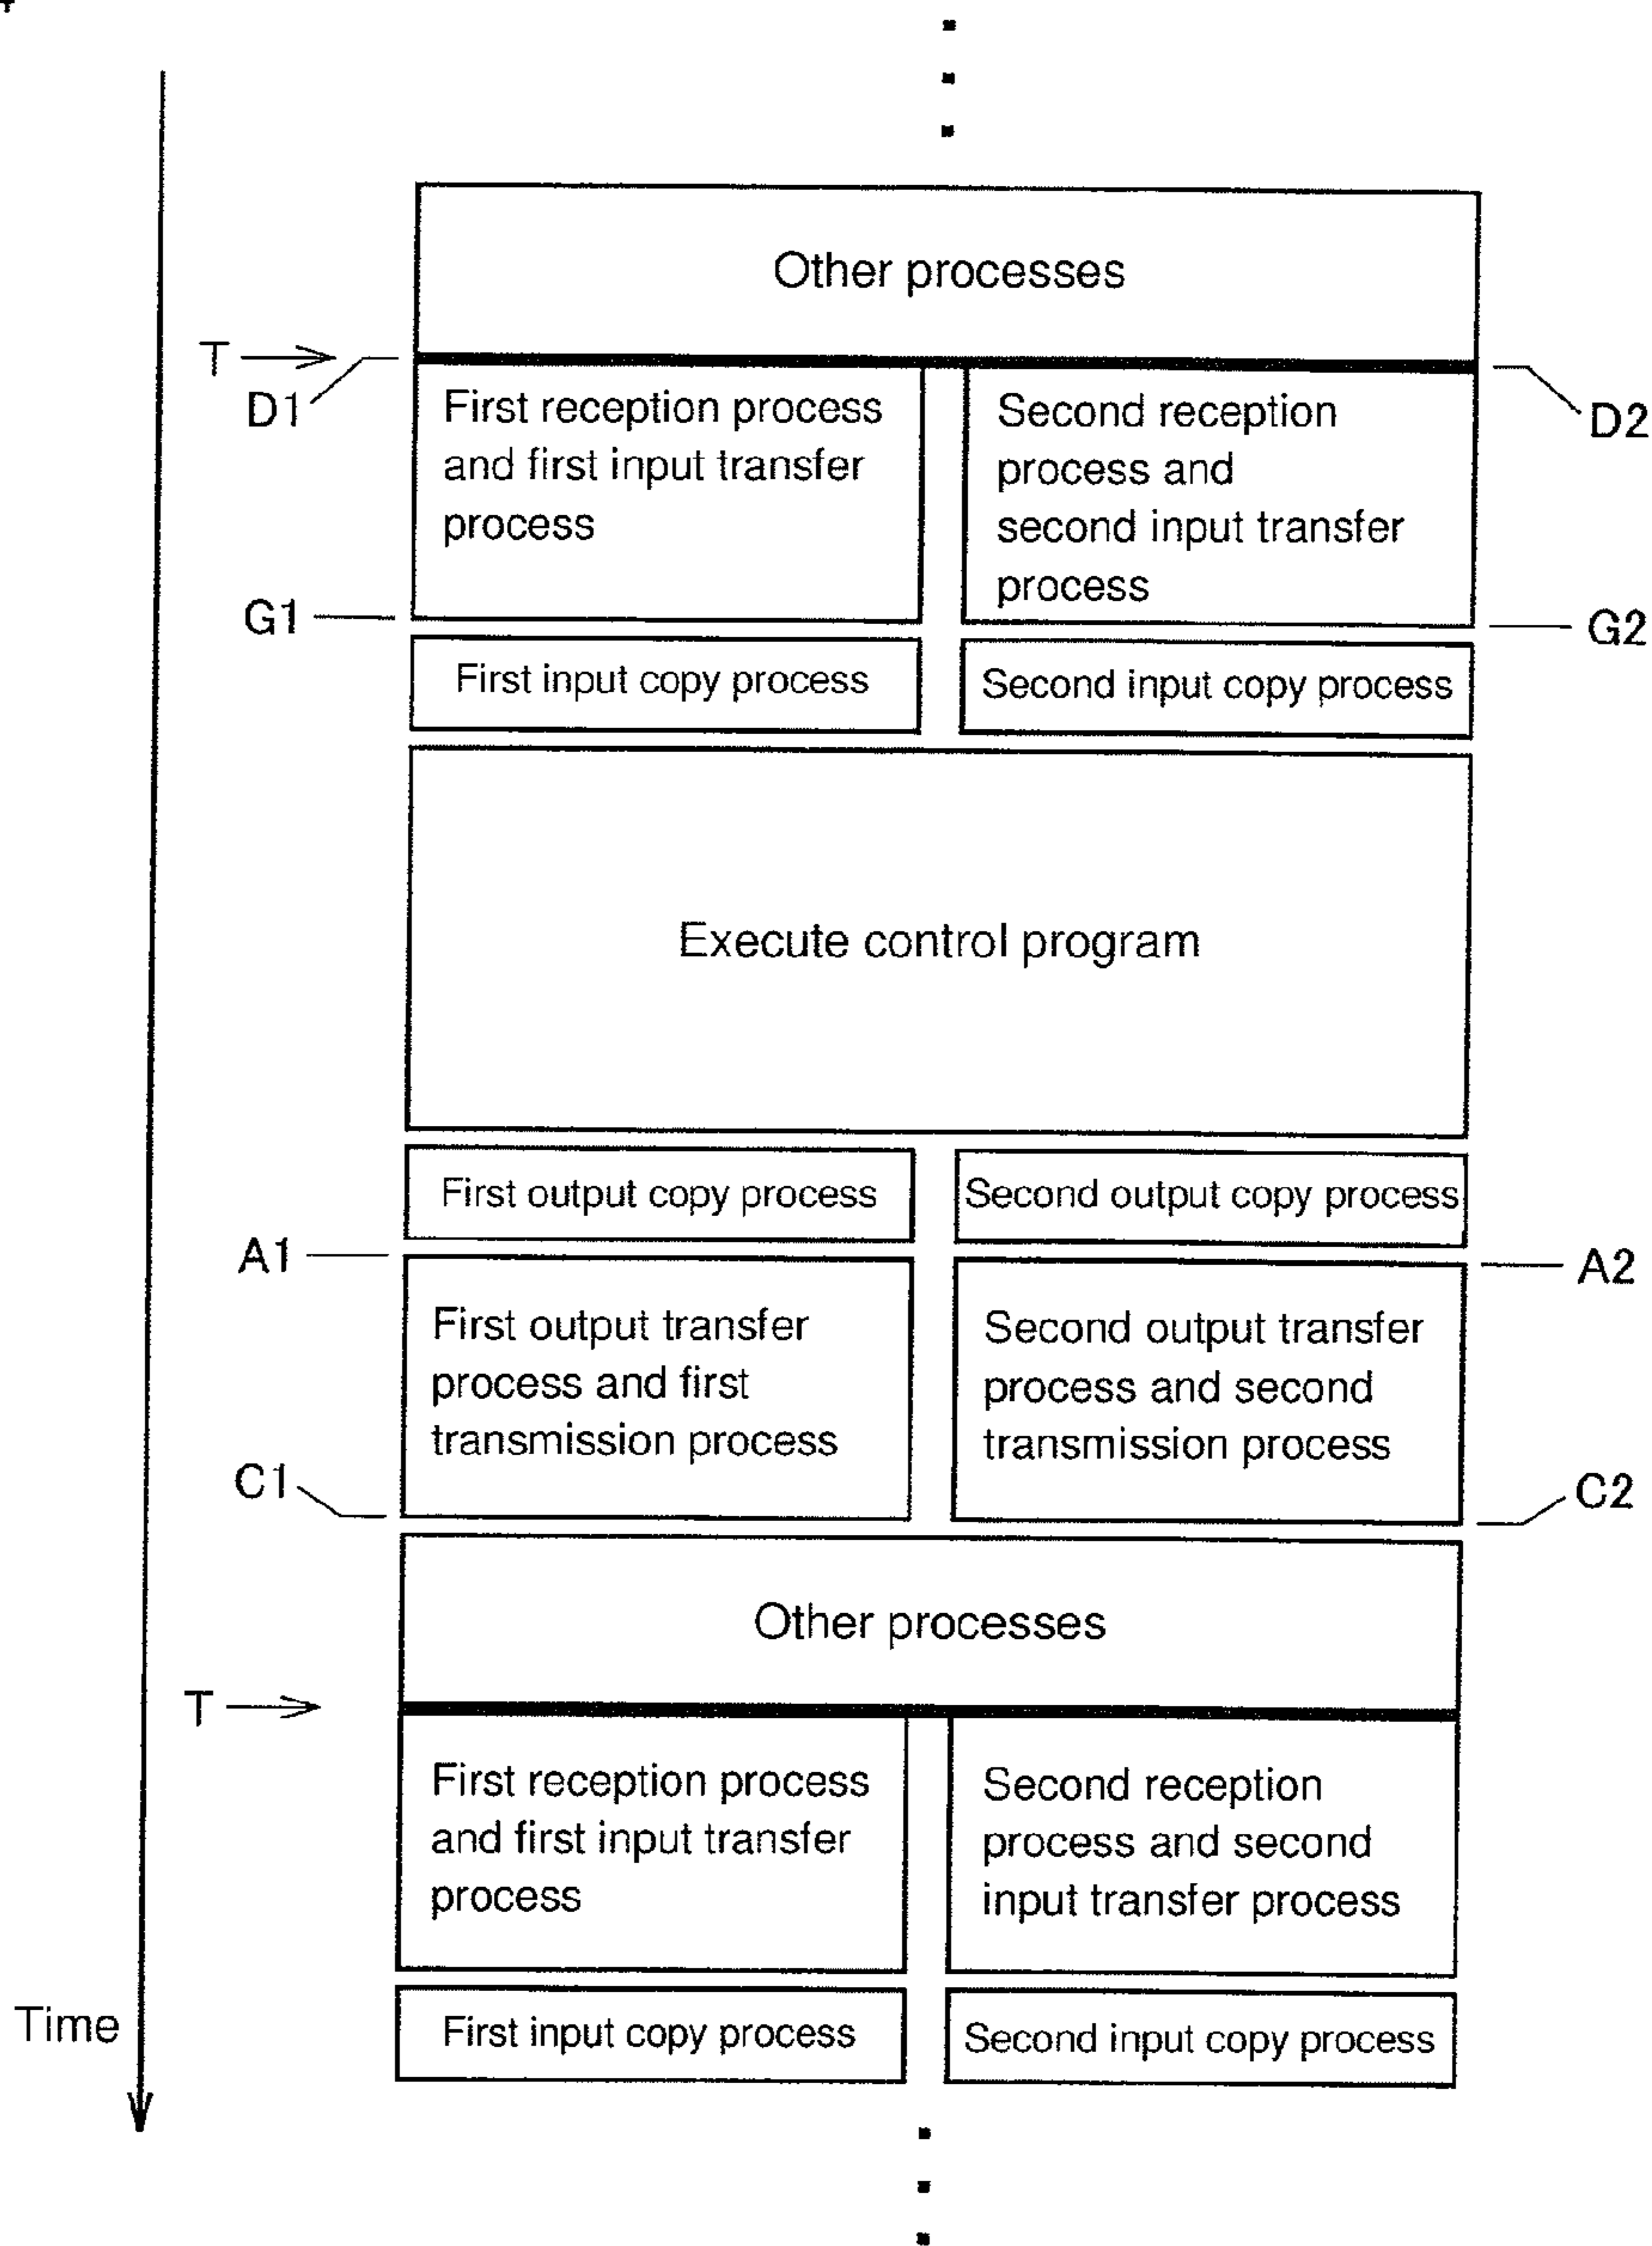 Other processes
T
D1
D2
First reception process
and first input transfer
process
Second reception
process and
second input transfer
process
G1
G2
First input copy process
Second input copy process
Execute control program
First output copy process
Second output copy process
A1
A2
First output transfer
process and first
transmission process
Second output transfer
process and second
transmission process
C1
C2
Other processes
T
First reception process
and first input transfer
process
Second reception
process and second
input transfer process
Time
First input copy process
Second input copy process